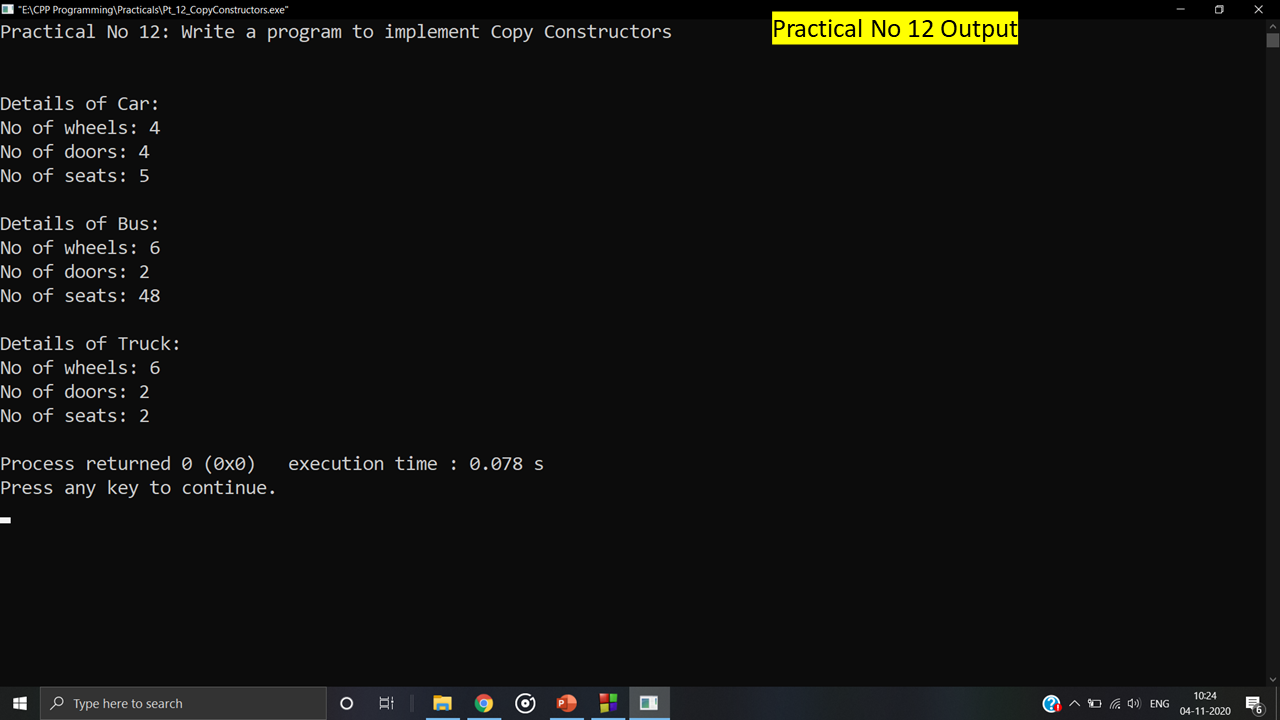 "E:\CPP Programming\Practicals\Pt_12_CopyConstructors.exe"
Practical No 12: Write a program to implement Copy Constructors
Practical No 12 Output
Details of Car:
No of wheels: 4
No of doors: 4
No of seats: 5
Details of Bus:
No of wheels: 6
No of doors: 2
No of seats: 48
Details of Truck:
No of wheels: 6
No of doors: 2
No of seats: 2
Process returned 0 (0x0)   execution time : 0.078 s
Press any key to continue.
Type here to search
ENG
10:24
04-11-2020
6